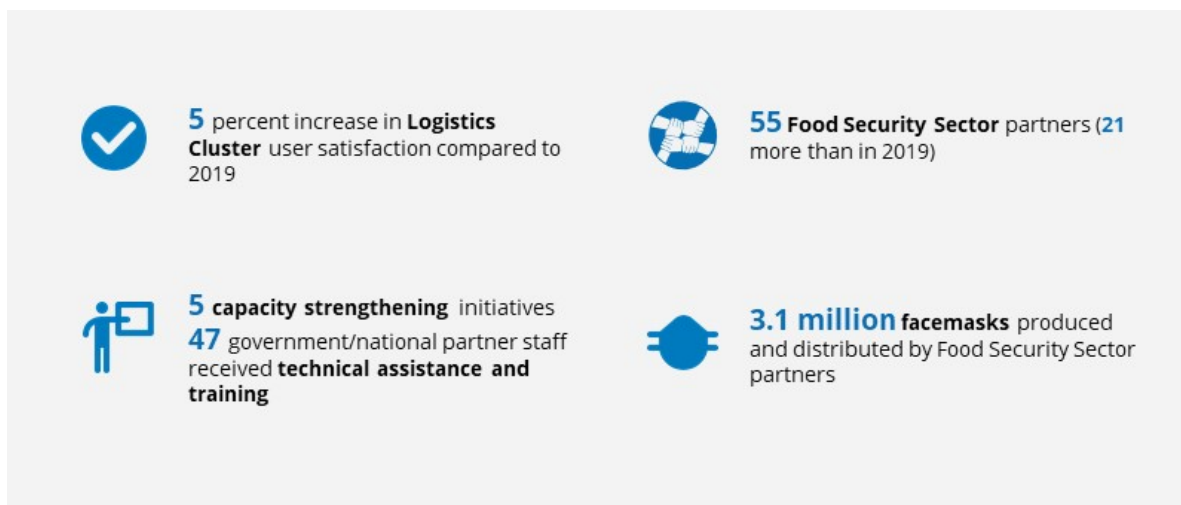 5 percent increase in Logistics
Cluster user satisfaction compared to
2019
55 Food Security Sector partners (21
more than in 2019)
5 capacity strengthening initiatives
47 government/national partner staff
received technical assistance and
training
3.1 million facemasks produced
and distributed by Food Security Sector
partners